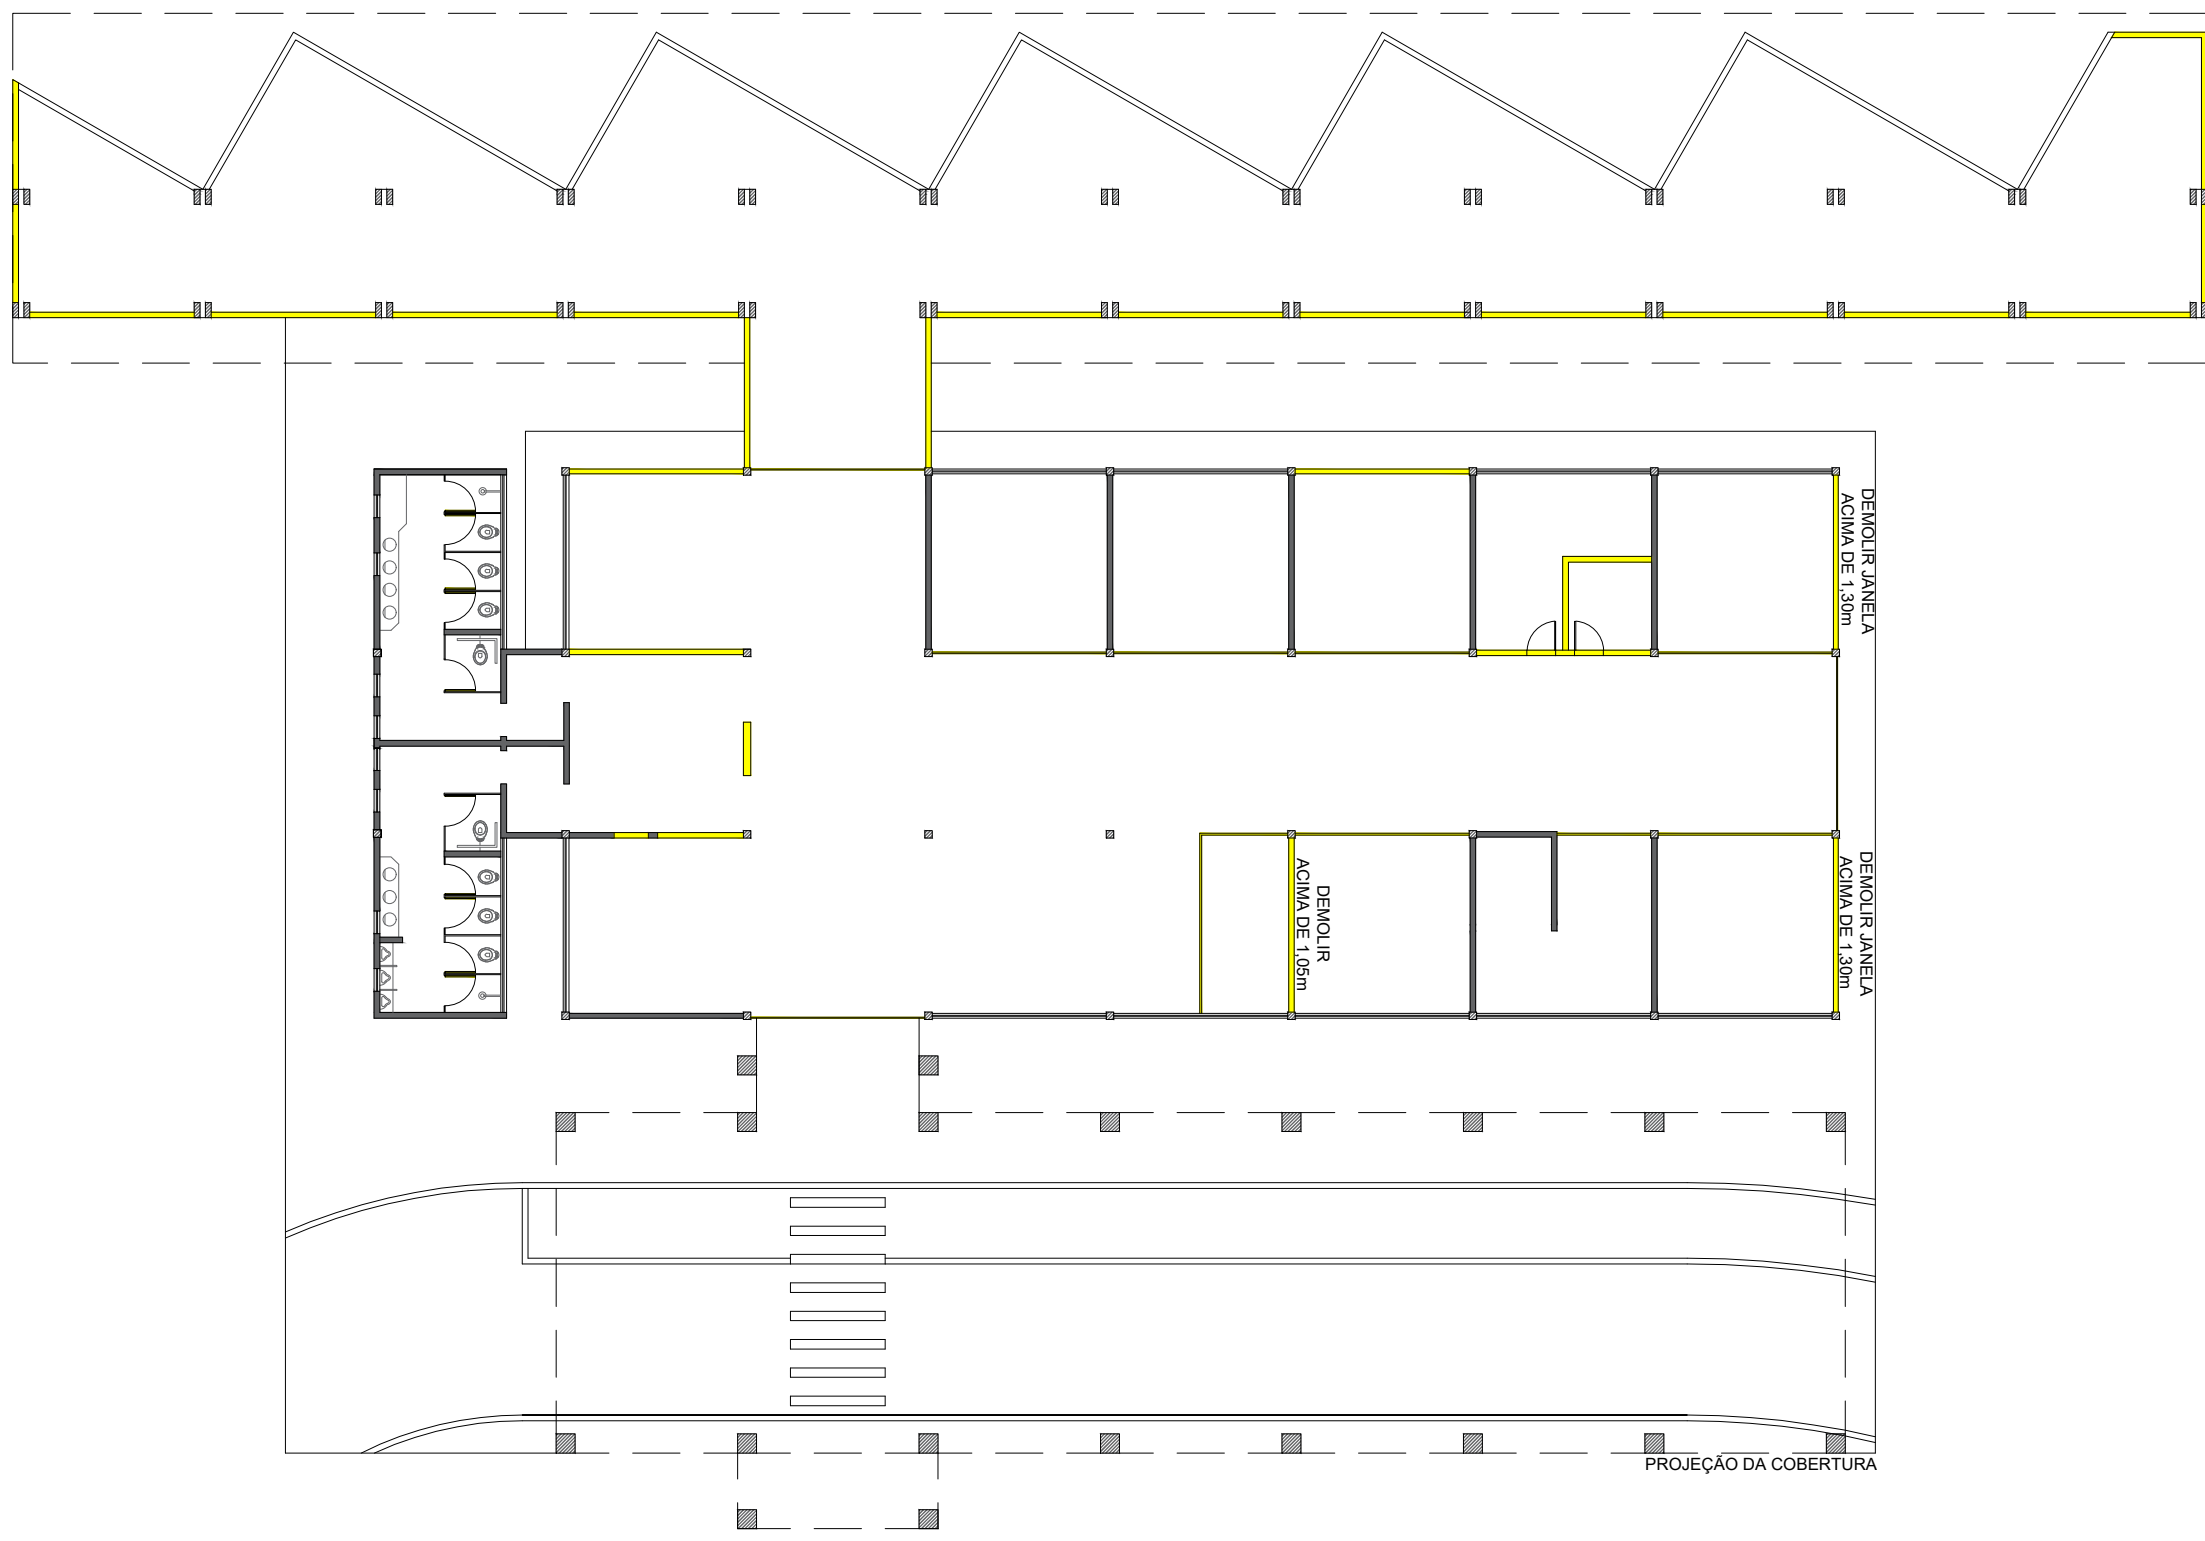 DEMOLIR JANELA
ACIMA DE 1,30m
DEMOLIR
ACIMA DE 1,05m
DEMOLIR JANELA
ACIMA DE 1,30m
PROJEÇÃO DA COBERTURA